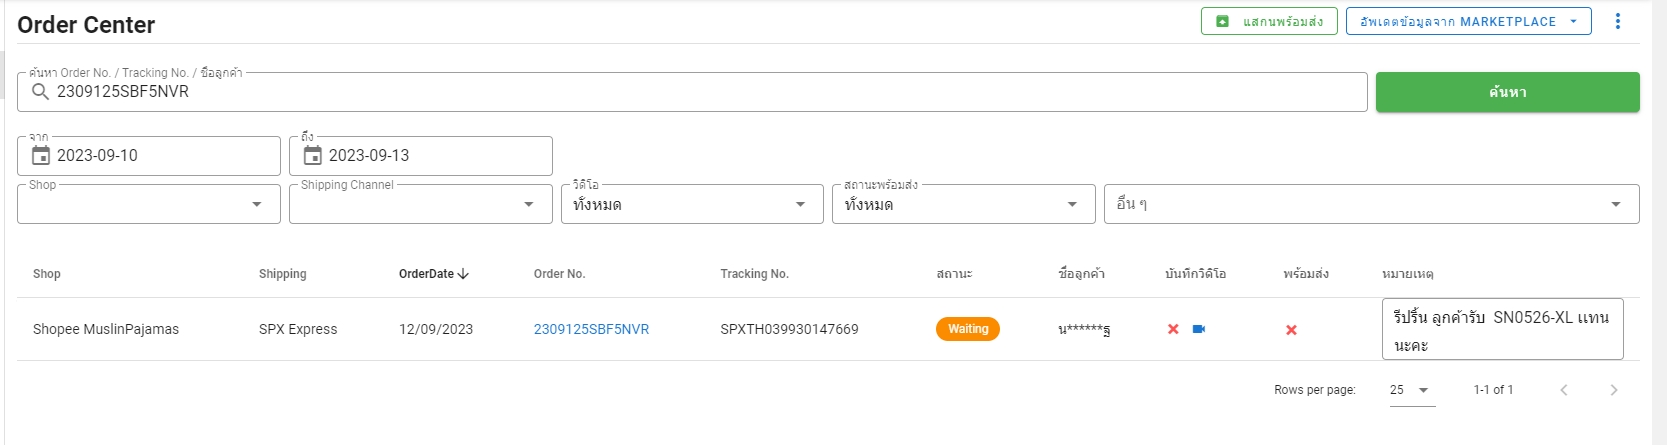 Order Center
แสกนพร้อมส่ง
อัพเดตข้อมูลจาก MARKETPLACE
ค้นหา Order No. / Tracking No. / ชื่อลูกค้า
2309125SBF5NVR
ค้นหา
จาก
2023-09-10
ถึง
2023-09-13
Shop
Shipping Channel
วิดีโอ
ทั้งหมด
สถานะพร้อมส่ง
ทั้งหมด
อื่น ๆ
Shop Shipping OrderDate Order No. Tracking No. สถานะ ชื่อลูกค้า บันทึกวิดีโอ พร้อมส่ง หมายเหตุ
Shopee MuslinPajamas SPX Express 12/09/2023 2309125SBF5NVR SPXTH039930147669 Waiting น******ฐ
รีปริ้น ลูกค้ารับ SN0526-XL แทน
นะคะ
Rows per page: 25 1-1 of 1